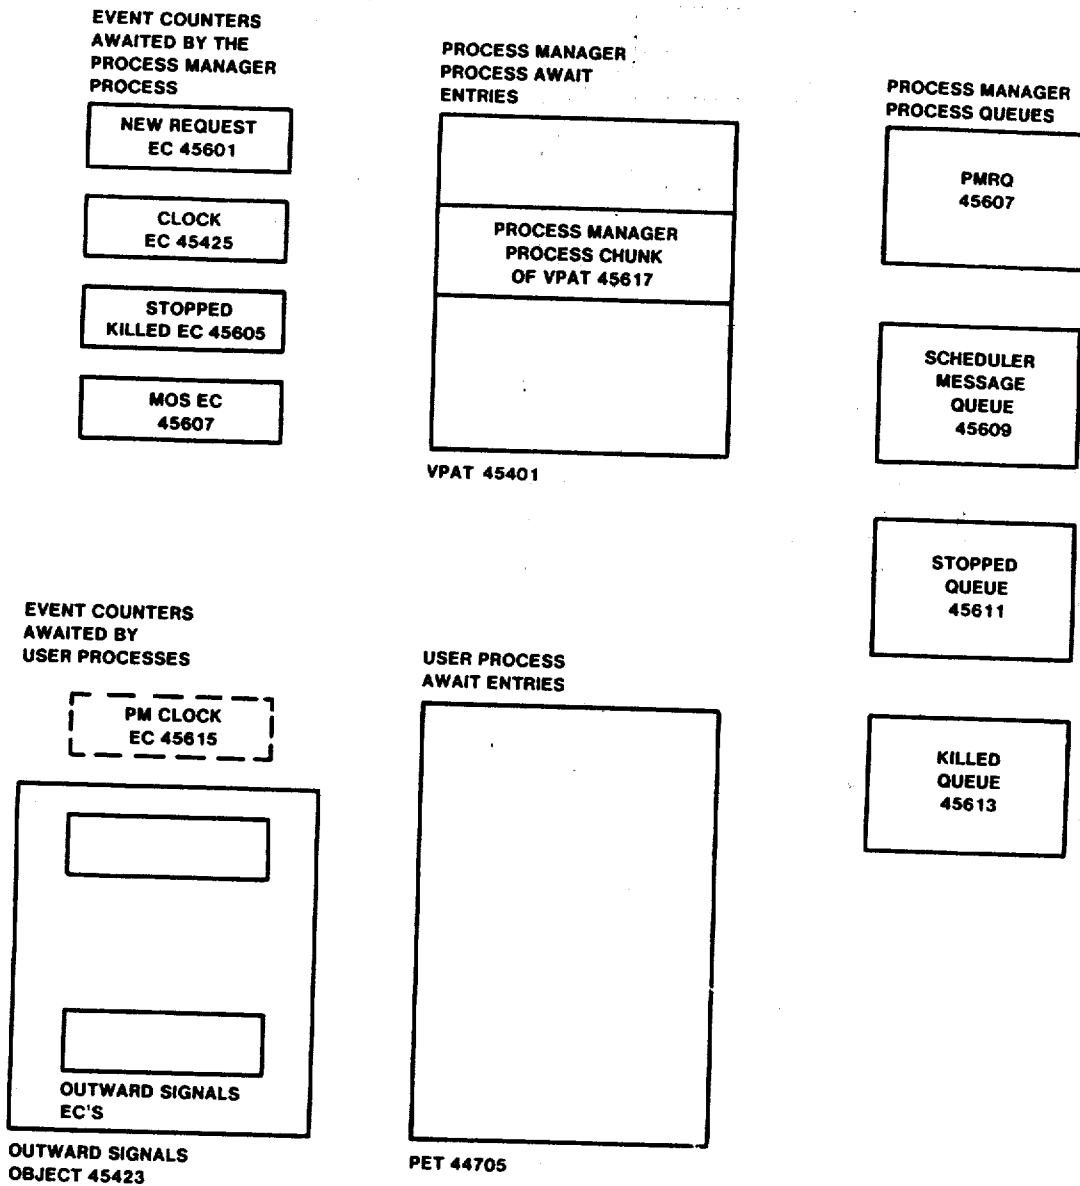 EVENT COUNTERS
AWAITED BY THE
PROCESS MANAGER
PROCESS
NEW REQUEST
EC 45601
CLOCK
EC 45425
STOPPED
KILLED EC 45605
MOS EC
45607
PROCESS MANAGER
PROCESS AWAIT
ENTRIES
PROCESS MANAGER
PROCESS CHUNK
OF VPAT 45617
VPAT 45401
PROCESS MANAGER
PROCESS QUEUES
PMRQ
45607
SCHEDULER
MESSAGE
QUEUE
45609
STOPPED
QUEUE
45611
KILLED
QUEUE
45613
EVENT COUNTERS
AWAITED BY
USER PROCESSES
PM CLOCK
EC 45615
OUTWARD SIGNALS
EC'S
OUTWARD SIGNALS
OBJECT 45423
USER PROCESS
AWAIT ENTRIES
PET 44705